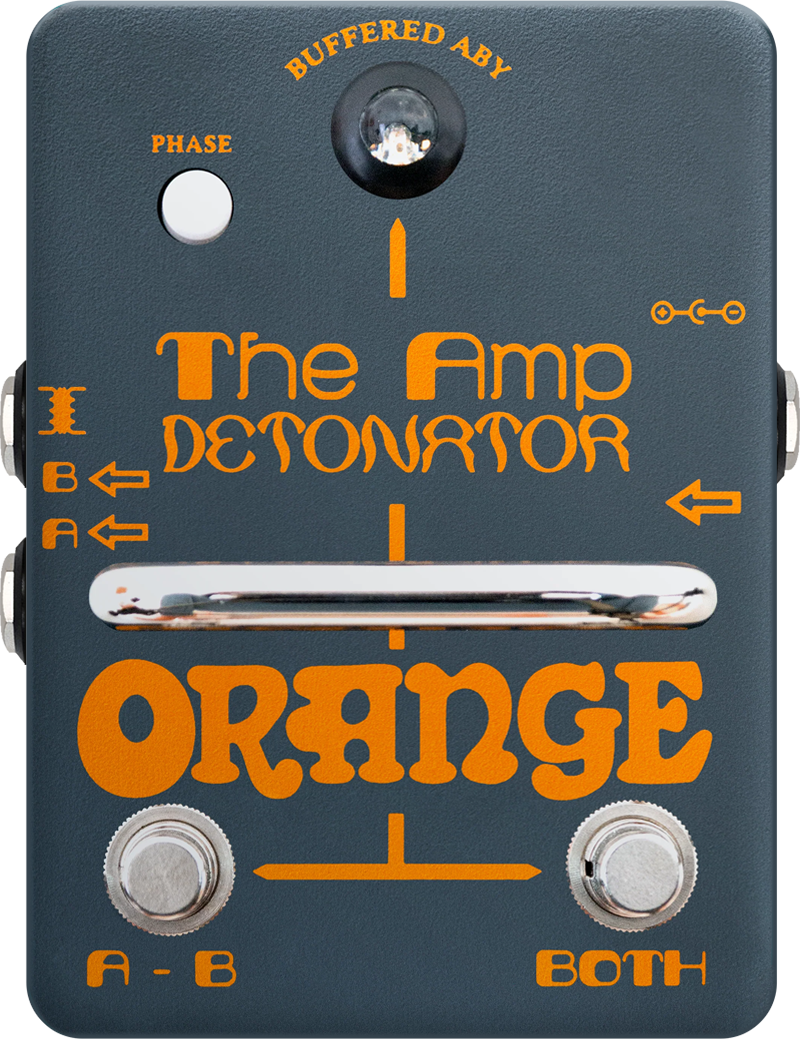 BUFFERED ABY
PHASE
The Amp
DETONATOR
B
A
ORANGE
A - B
BOTH